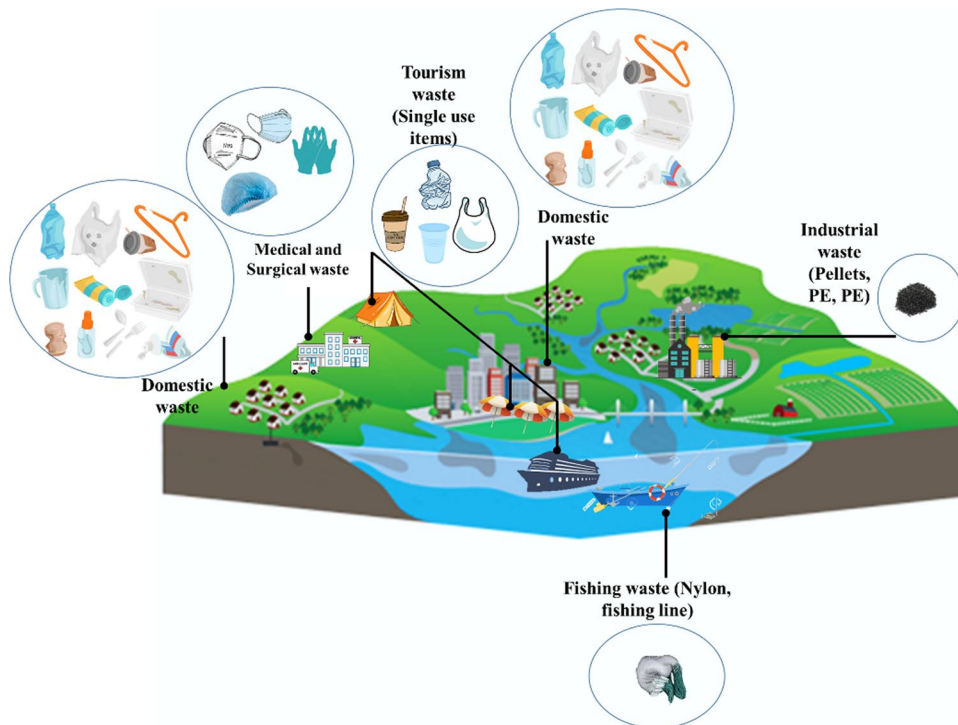 Tourism
waste
(Single use
items)
Domestic
waste
Industrial
waste
(Pellets,
PE, PE)
Medical and
Surgical waste
Domestic
waste
Fishing waste (Nylon,
fishing line)